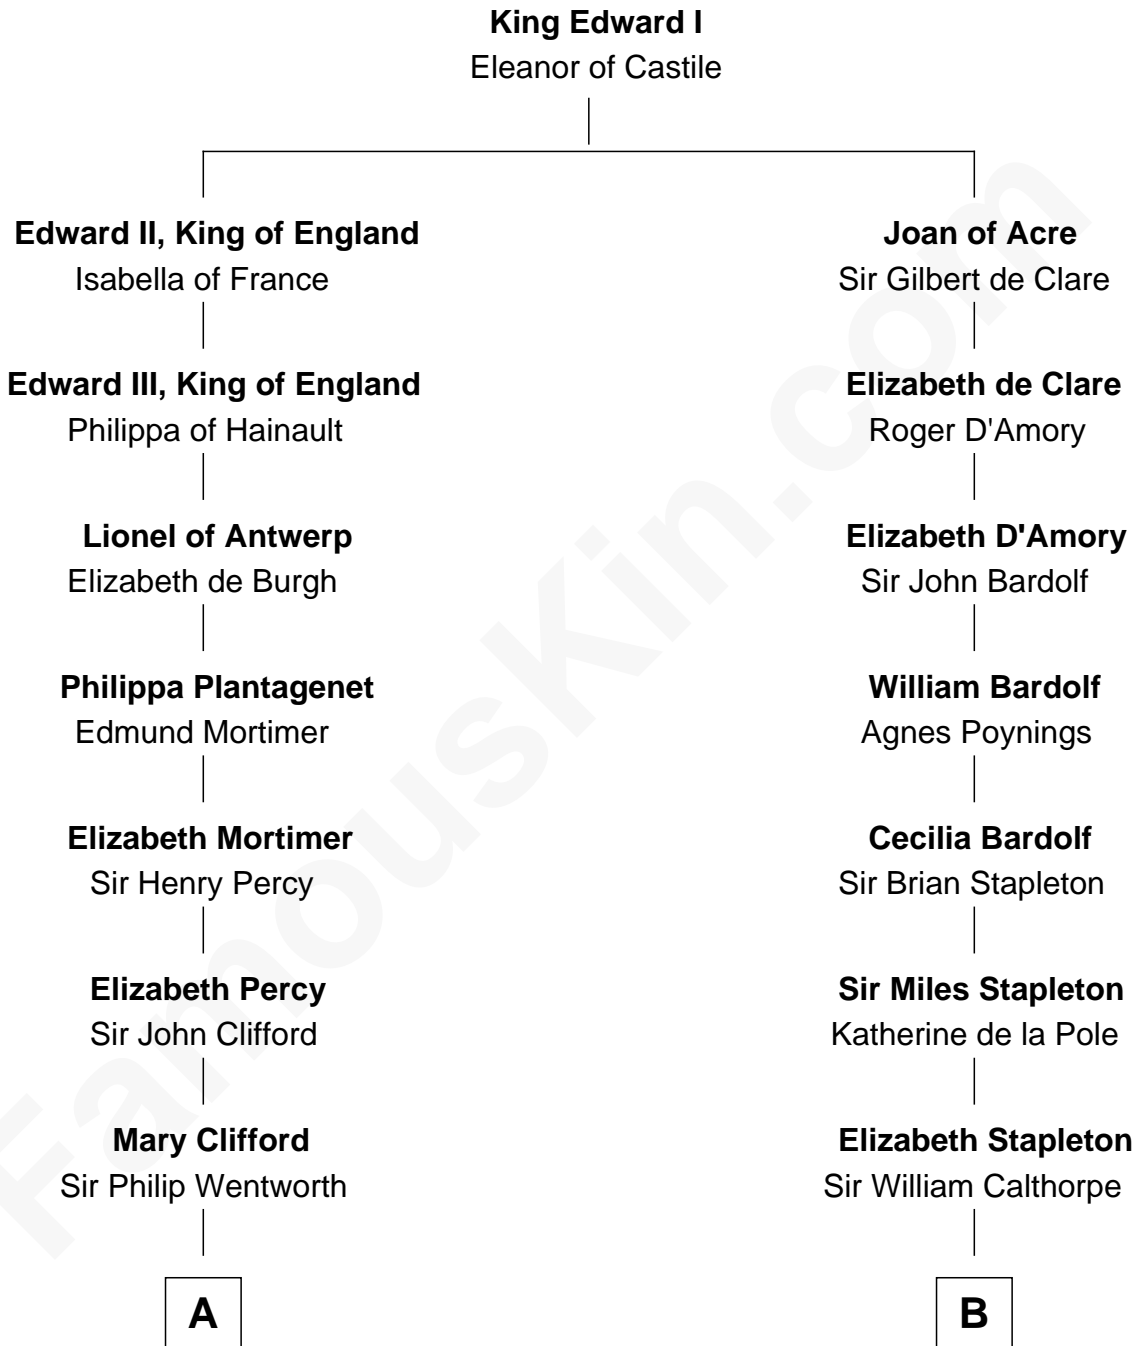 King Edward I
Eleanor of Castile
Edward II, King of England
Isabella of France
Joan of Acre
Sir Gilbert de Clare
Edward III, King of England
Philippa of Hainault
Elizabeth de Clare
Roger D'Amory
Lionel of Antwerp
Elizabeth de Burgh
Elizabeth D'Amory
Sir John Bardolf
Philippa Plantagenet
Edmund Mortimer
William Bardolf
Agnes Poynings
Elizabeth Mortimer
Sir Henry Percy
Cecilia Bardolf
Sir Brian Stapleton
Elizabeth Percy
Sir John Clifford
Sir Miles Stapleton
Katherine de la Pole
Mary Clifford
Sir Philip Wentworth
Elizabeth Stapleton
Sir William Calthorpe
A
B
FamousKin.com